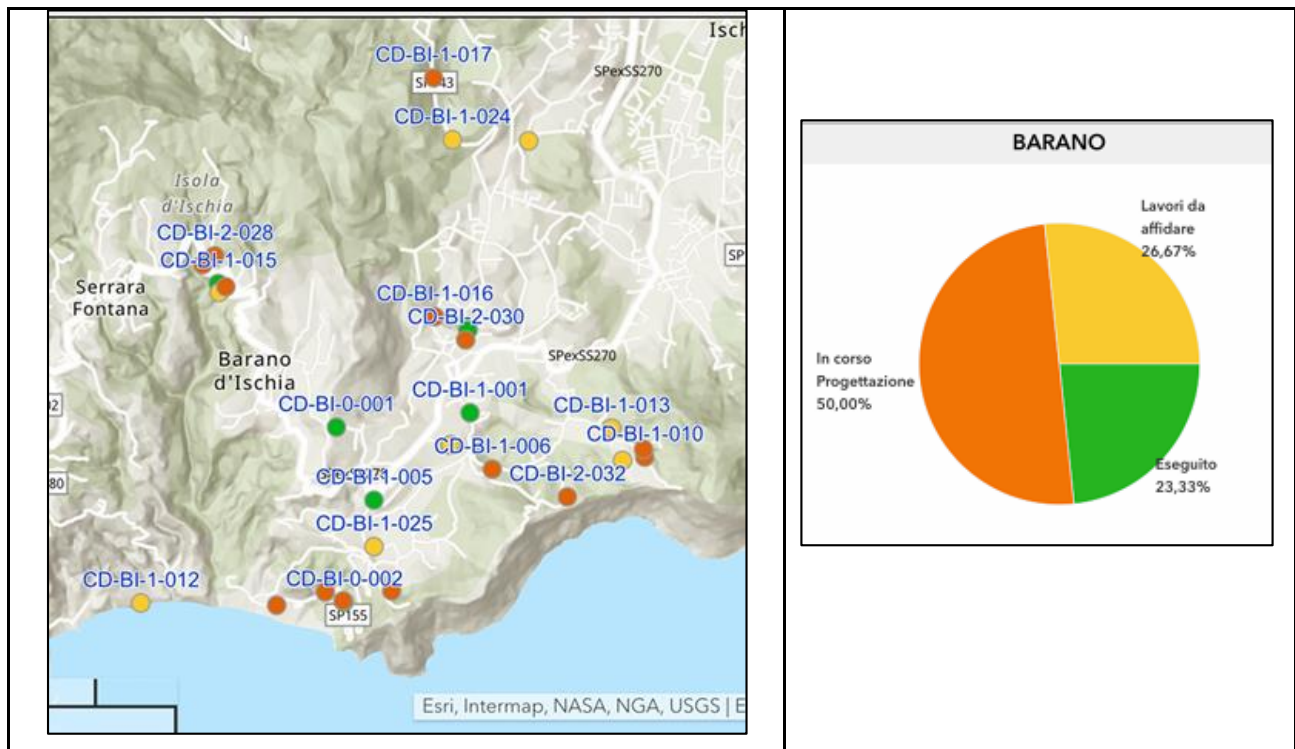 Isch
CD-BI-1-017
SPexSS270
CD-BI-1-024
Isola
d'Ischia
CD-BI-2-028
CD-BI-1-015
SP
Serrara
Fontana
CD-BI-1-016
CD-BI-2-030
SPexSS270
Barano
d'Ischia
CD-BI-1-001
CD-BI-0-001
CD-BI-1-013
CD-BI-1-010
CD-BI-1-006
CD-BI-2-032
CD-BI-1-005
80
CD-BI-1-025
CD-BI-1-012
CD-BI-0-002
SP155
Esri, Intermap, NASA, NGA, USGS | E
BARANO
Lavori da
affidare
26,67%
In corso
Progettazione
50,00%
Eseguito
23,33%